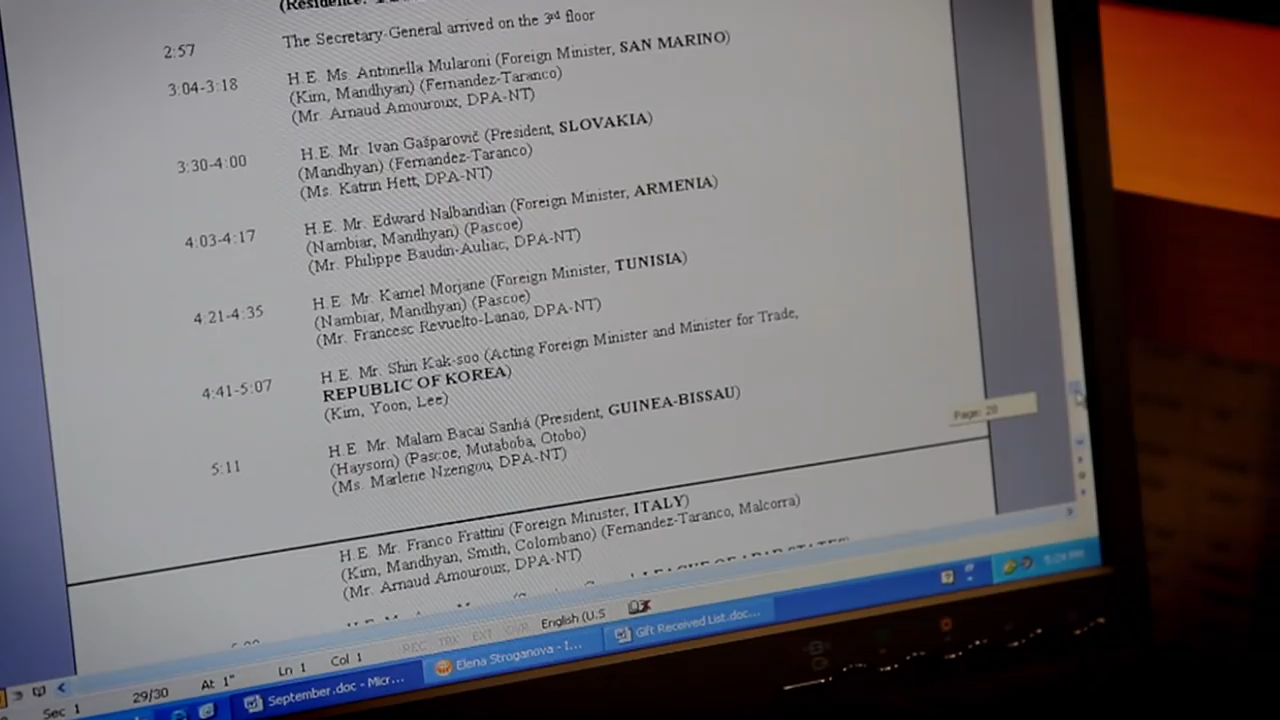 (Residence:
2:57 The Secretary-General arrived on the 3rd floor
3:04-3:18 H.E. Ms. Antonella Mularoni (Foreign Minister, SAN MARINO)
(Kim, Mandhyan) (Fernandez-Taranco)
(Mr. Arnaud Amouroux, DPA-NT)
3:30-4:00 H.E. Mr. Ivan Gašparovič (President, SLOVAKIA)
(Mandhyan) (Fernandez-Taranco)
(Ms. Katrin Hett, DPA-NT)
4:03-4:17 H.E. Mr. Edward Nalbandian (Foreign Minister, ARMENIA)
(Nambiar, Mandhyan) (Pascoe)
(Mr. Philippe Baudin-Auliac, DPA-NT)
4:21-4:35 H.E. Mr. Kamel Morjane (Foreign Minister, TUNISIA)
(Nambiar, Mandhyan) (Pascoe)
(Mr. Francesc Revuelto-Lanao, DPA-NT)
4:41-5:07 H.E. Mr. Shin Kak-soo (Acting Foreign Minister and Minister for Trade,
REPUBLIC OF KOREA)
(Kim, Yoon, Lee)
5:11 H.E. Mr. Malam Bacai Sanhá (President, GUINEA-BISSAU)
(Haysom) (Pascoe, Mutaboba, Otobo)
(Ms. Marlene Nzengou, DPA-NT)
Page: 28
H.E. Mr. Franco Frattini (Foreign Minister, ITALY)
(Kim, Mandhyan, Smith, Colombano) (Fernandez-Taranco, Malcorra)
(Mr. Arnaud Amouroux, DPA-NT)
Sec 1 29/30 At 1" Ln 1 Col 1 REC TRK EXT OVR English (U.S
September.doc - Micr... Elena Stroganova - I... Gift Received List.doc...